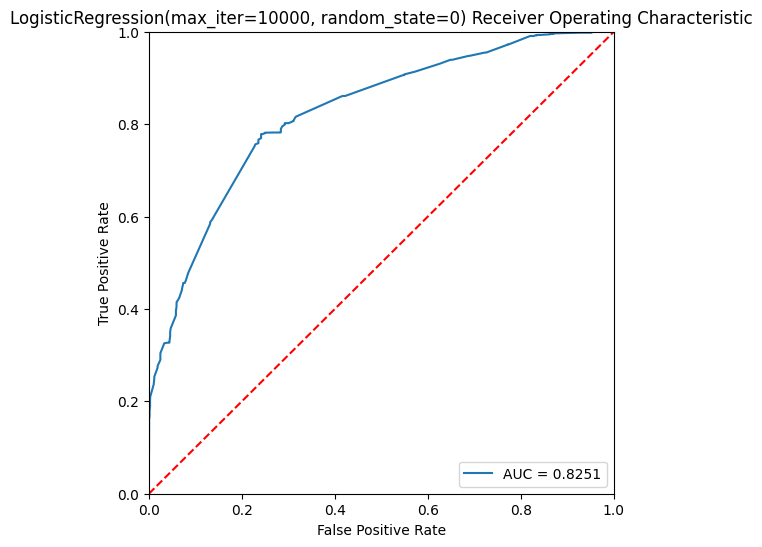 LogisticRegression(max_iter=10000, random_state=0) Receiver Operating Characteristic
1.0
0.8
0.6
0.4
0.2
0.0
True Positive Rate
AUC = 0.8251
0.0 0.2 0.4 0.6 0.8 1.0
False Positive Rate